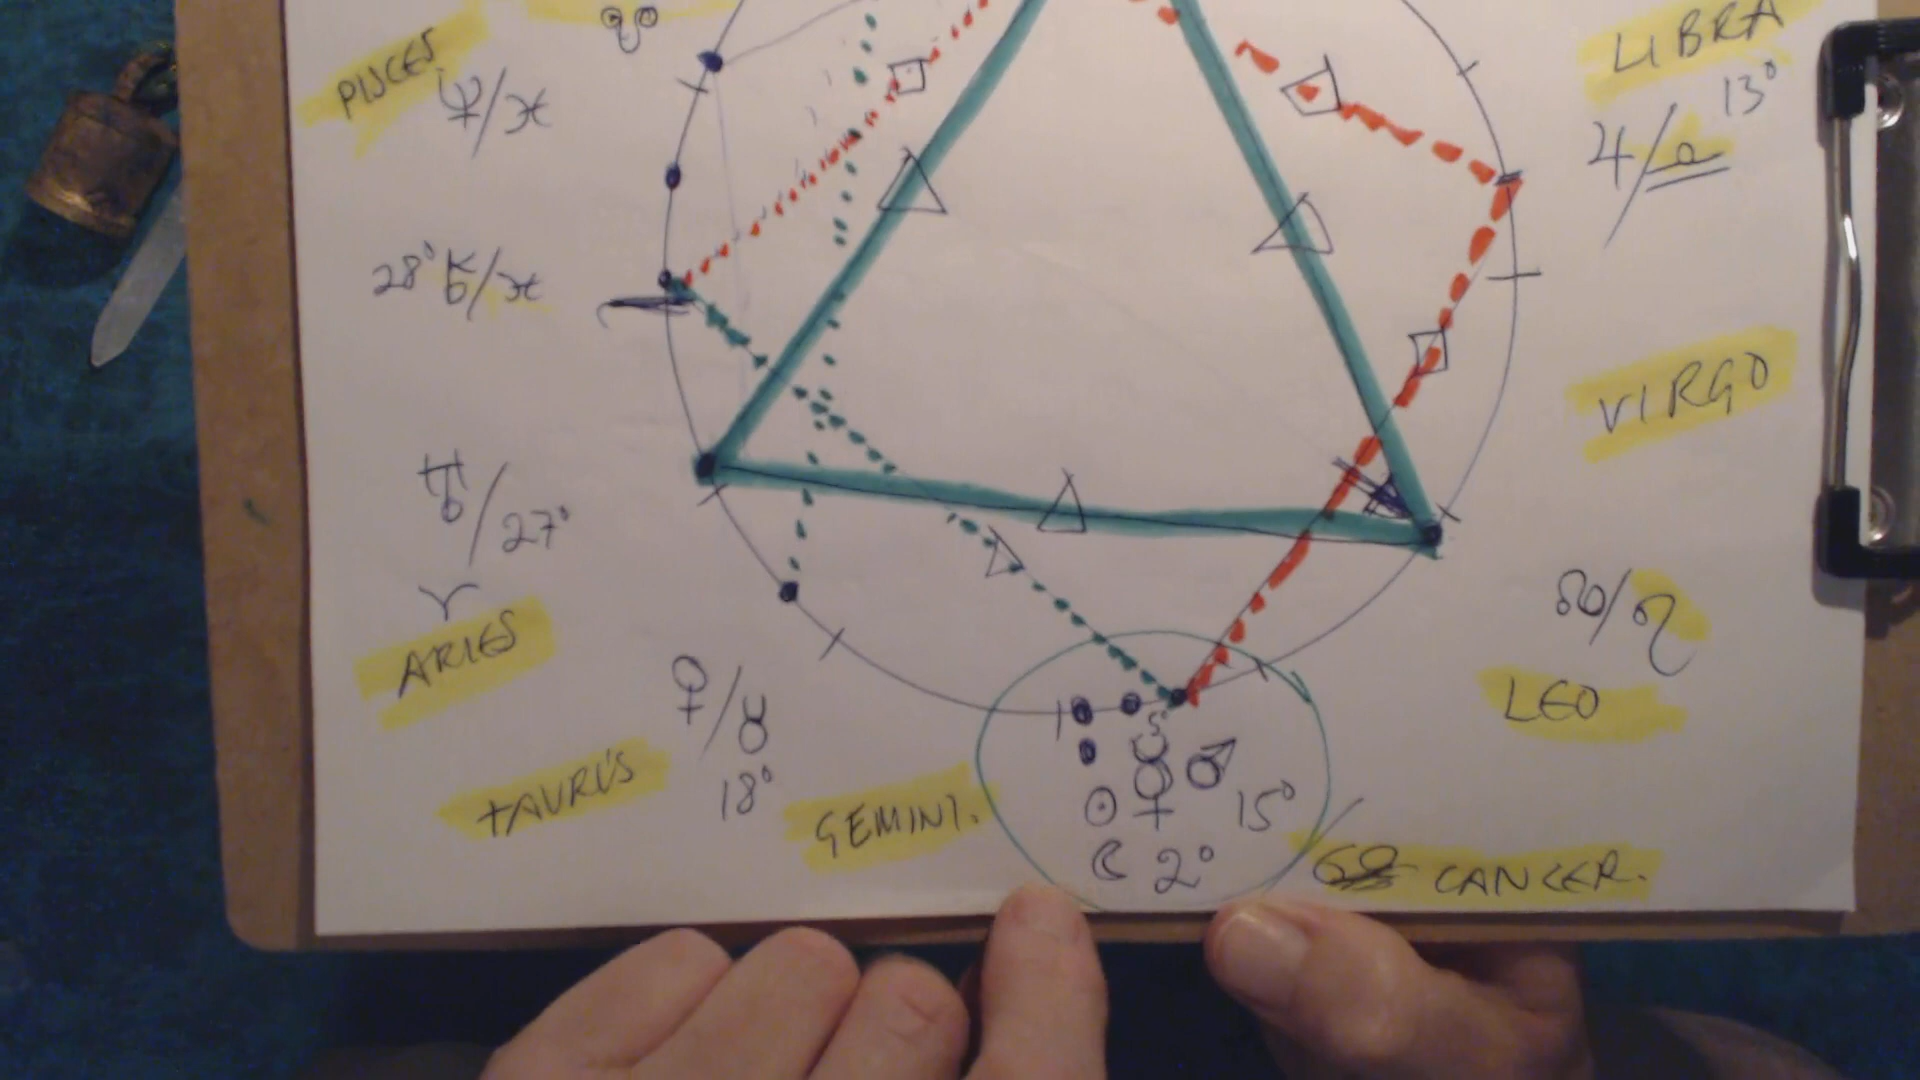 PISCES
♆/♓
LIBRA
13°
♃/♎
28° ⚷/♓
VIRGO
♅/27°
♈
ARIES
☊/♌
LEO
♀/♉
18°
TAURUS
GEMINI.
5°
☿ ♂
☉ 15°
☾ 2°
CANCER.